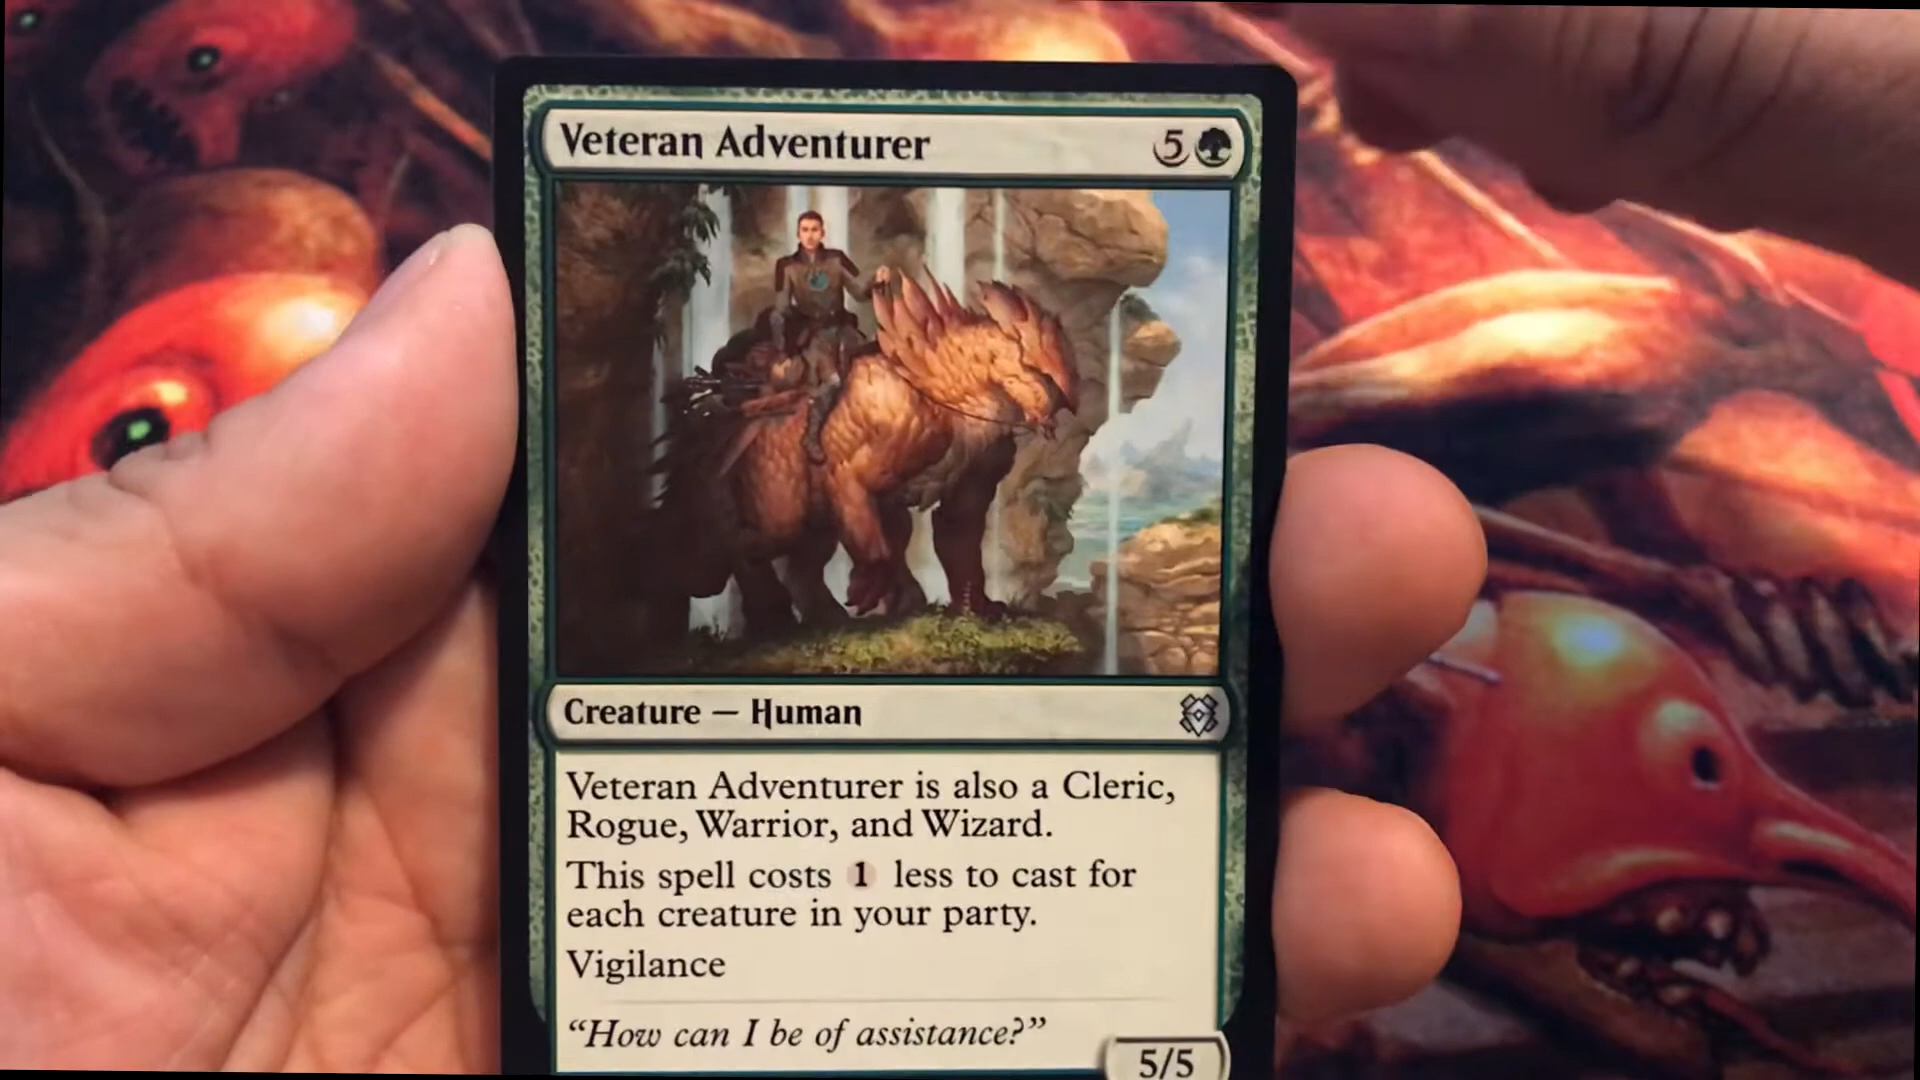 Veteran Adventurer 5
Creature — Human
Veteran Adventurer is also a Cleric,
Rogue, Warrior, and Wizard.
This spell costs 1 less to cast for
each creature in your party.
Vigilance
“How can I be of assistance?”
5/5